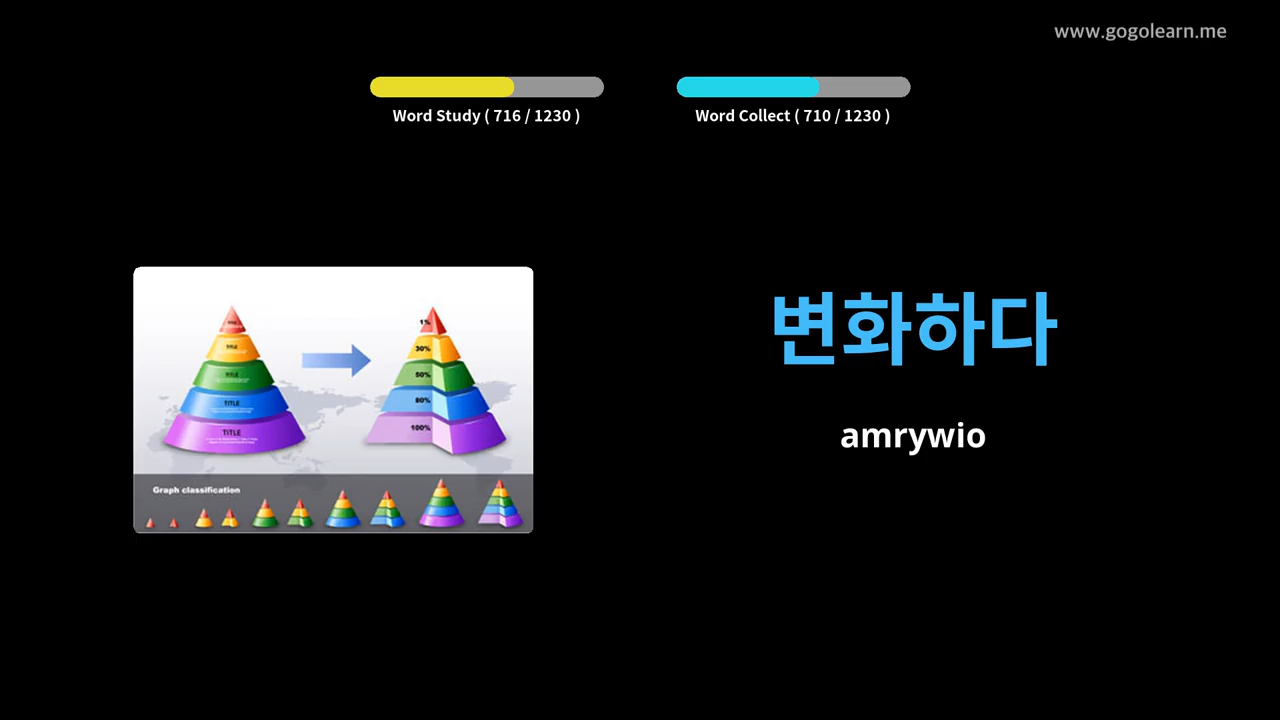 www.gogolearn.me
Word Study ( 716 / 1230 )
Word Collect ( 710 / 1230 )
변화하다
amrywio
TITLE
TITLE
TITLE
TITLE
1%
30%
50%
80%
100%
Graph classification